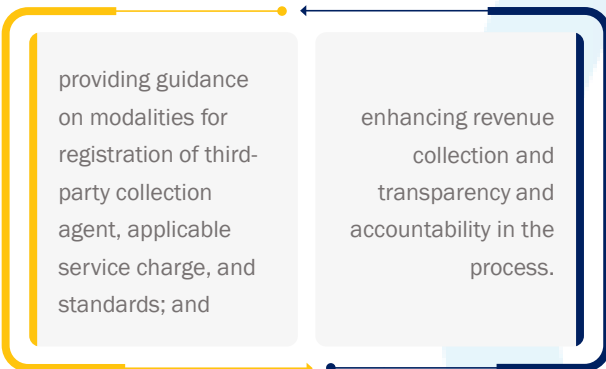 providing guidance
on modalities for
registration of third-
party collection
agent, applicable
service charge, and
standards; and
enhancing revenue
collection and
transparency and
accountability in the
process.